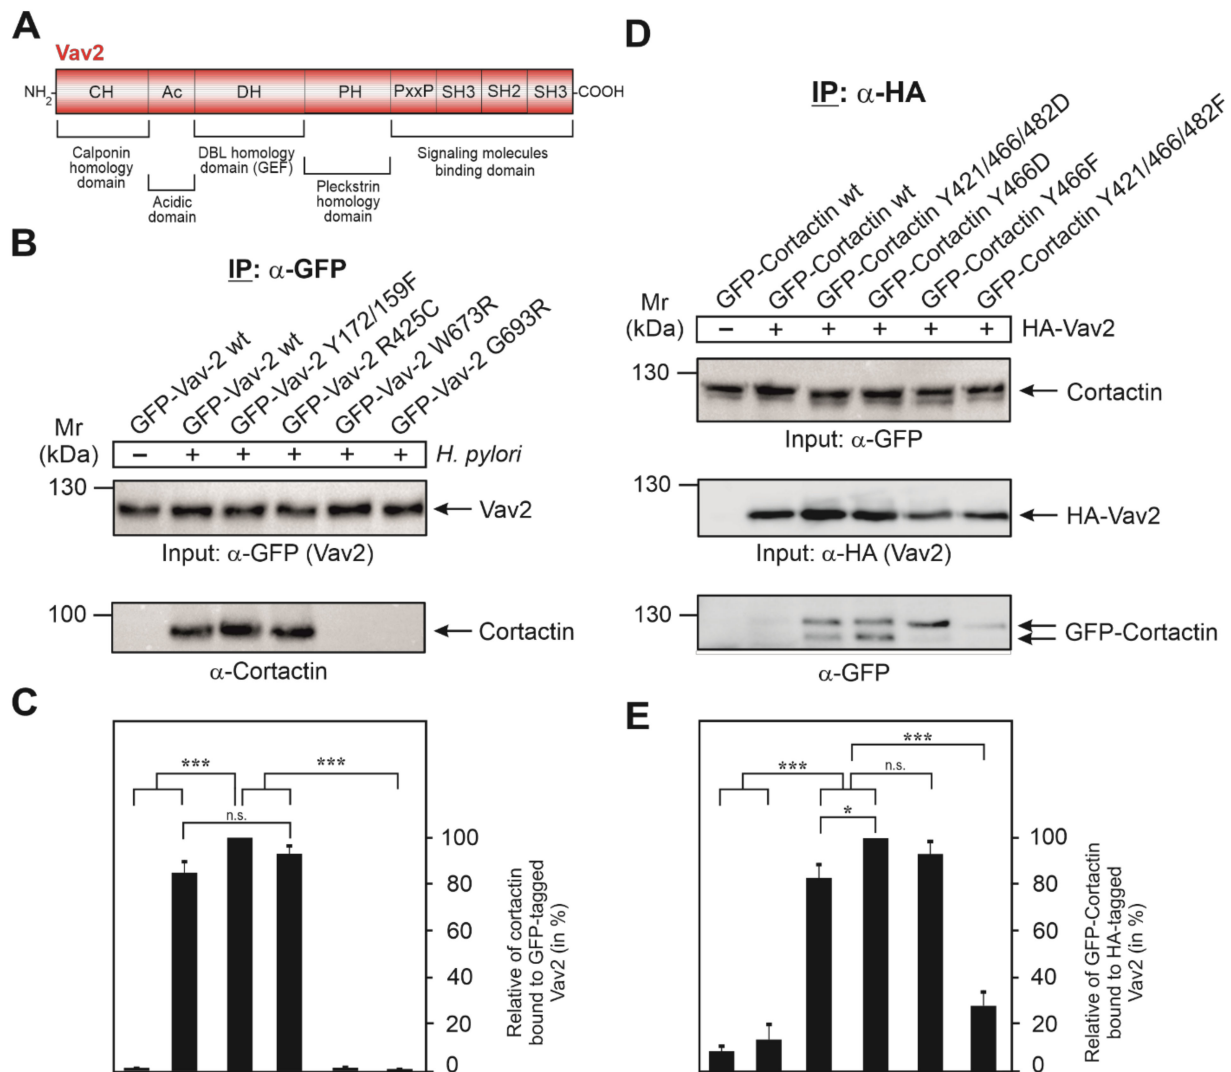 A
Vav2
NH2
CH
Ac
DH
PH
PxxP
SH3
SH2
SH3
COOH
Calponin
homology
domain
Acidic
domain
DBL homology
domain (GEF)
Pleckstrin
homology
domain
Signaling molecules
binding domain
B
IP: α-GFP
GFP-Vav-2 wt
GFP-Vav-2 wt
GFP-Vav-2 Y172/159F
GFP-Vav-2 R425C
GFP-Vav-2 W673R
GFP-Vav-2 G693R
Mr
(kDa)
– + + + + + H. pylori
130
Vav2
Input: α-GFP (Vav2)
100
Cortactin
α-Cortactin
C
***
***
n.s.
100
80
60
40
20
0
Relative of cortactin
bound to GFP-tagged
Vav2 (in %)
D
IP: α-HA
GFP-Cortactin wt
GFP-Cortactin wt
GFP-Cortactin Y421/466/482D
GFP-Cortactin Y466D
GFP-Cortactin Y466F
GFP-Cortactin Y421/466/482F
Mr
(kDa)
– + + + + + HA-Vav2
130
Cortactin
Input: α-GFP
130
HA-Vav2
Input: α-HA (Vav2)
130
GFP-Cortactin
α-GFP
E
***
***
n.s.
*
100
80
60
40
20
0
Relative of GFP-Cortactin
bound to HA-tagged
Vav2 (in %)